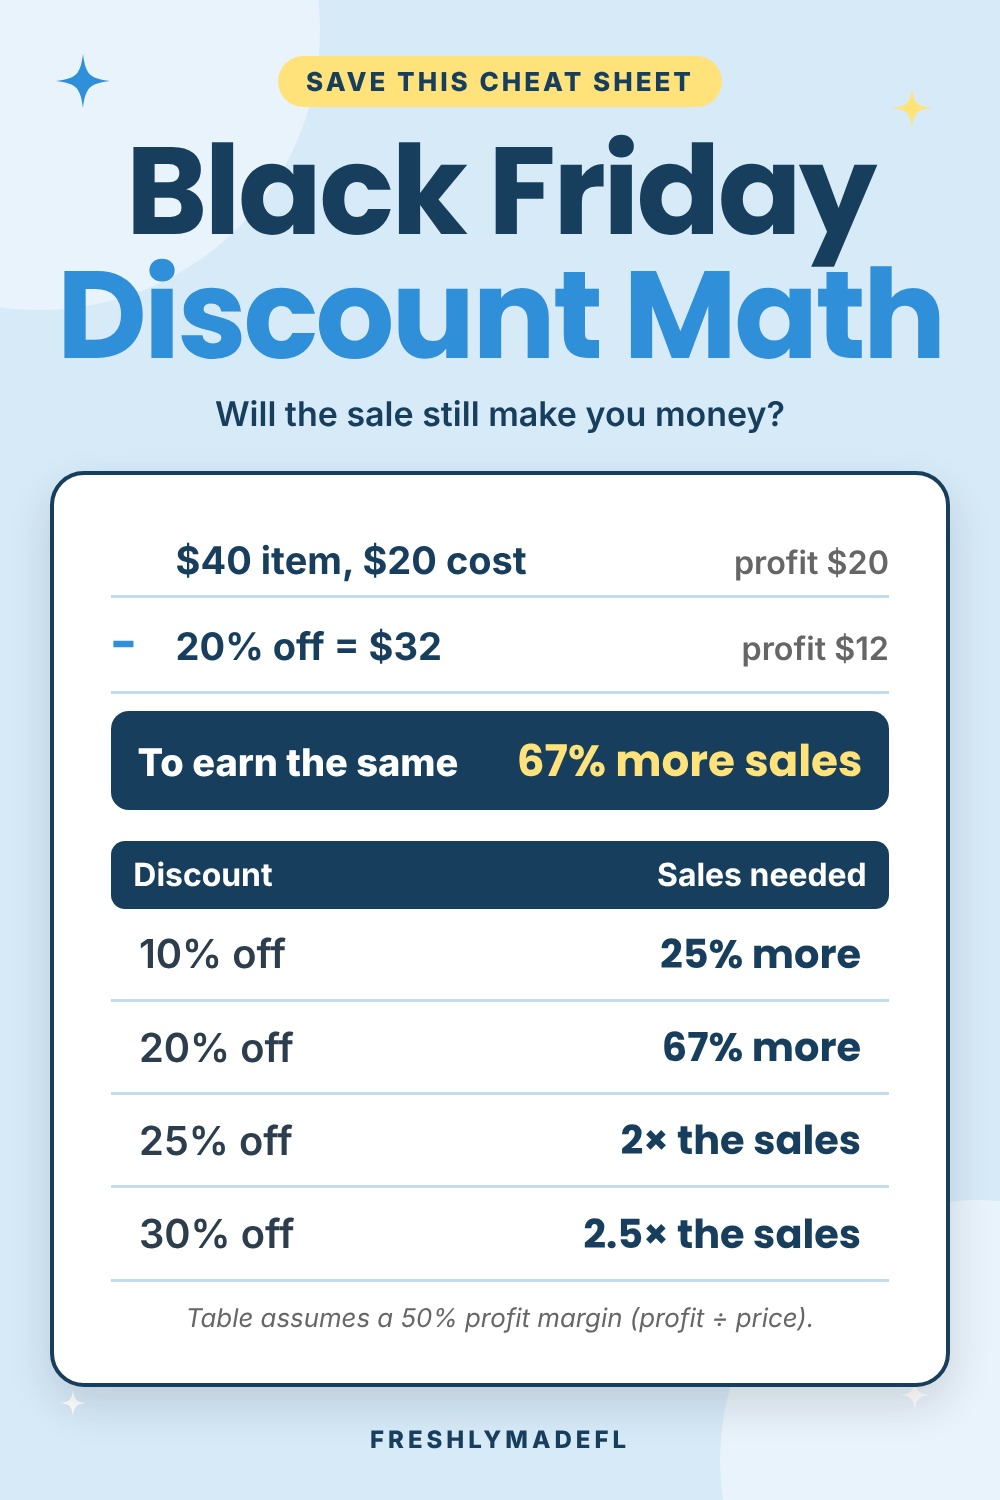 SAVE THIS CHEAT SHEET
Black Friday
Discount Math
Will the sale still make you money?
$40 item, $20 cost profit $20
– 20% off = $32 profit $12
To earn the same 67% more sales
Discount Sales needed
10% off 25% more
20% off 67% more
25% off 2× the sales
30% off 2.5× the sales
Table assumes a 50% profit margin (profit ÷ price).
FRESHLYMADEFL